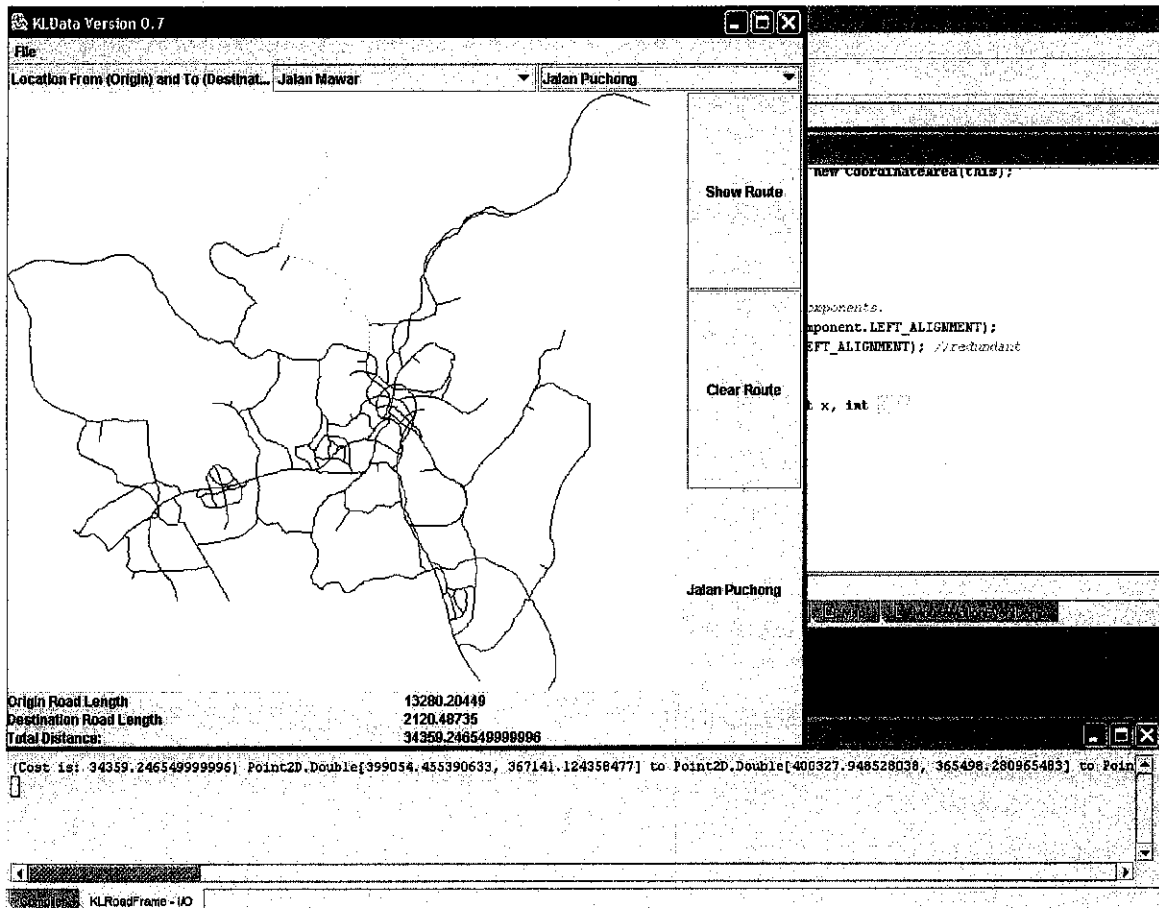 KLData Version 0.7
File
Location From (Origin) and To (Destinat... Jalan Mawar Jalan Puchong
new CoordinateArea(this);
Show Route
omponents.
mponent.LEFT_ALIGNMENT);
EFT_ALIGNMENT); //redundant
Clear Route
t x, int
Jalan Puchong
Origin Road Length 13280.20449
Destination Road Length 2120.48735
Total Distance: 34359.246549999996
(Cost is: 34359.246549999996) Point2D.Double[399054.455390633, 367141.124358477] to Point2D.Double[400327.948528038, 365498.280965483] to Poin
KLRoadFrame - I/O